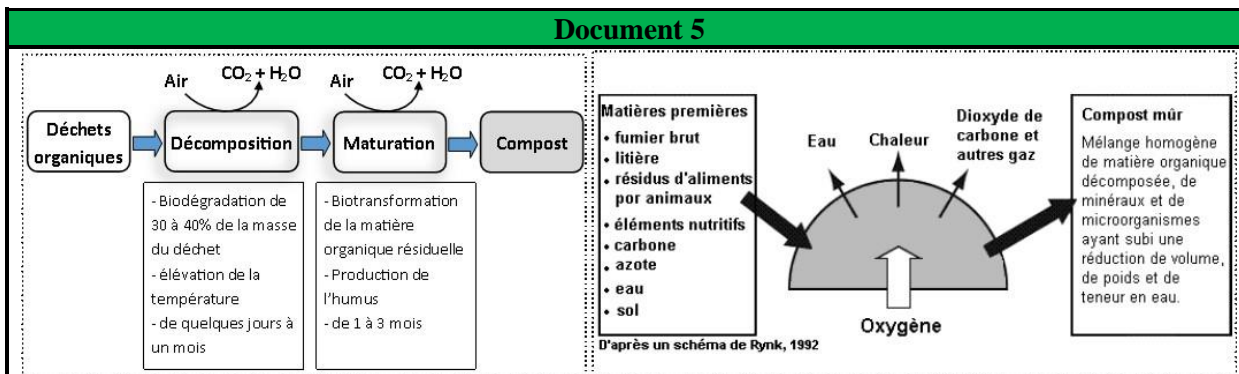 Document 5
Air
CO₂ + H₂O
Air
CO₂ + H₂O
Déchets
organiques
Décomposition
Maturation
Compost
- Biodégradation de
30 à 40% de la masse
du déchet
- élévation de la
température
- de quelques jours à
un mois
- Biotransformation
de la matière
organique résiduelle
- Production de
l'humus
- de 1 à 3 mois
Matières premières
• fumier brut
• litière
• résidus d'aliments
por animaux
• éléments nutritifs
• carbone
• azote
• eau
• sol
D'après un schéma de Rynk, 1992
Eau
Chaleur
Dioxyde de
carbone et
autres gaz
Oxygène
Compost mûr
Mélange homogène
de matière organique
décomposée, de
minéraux et de
microorganismes
ayant subi une
réduction de volume,
de poids et de
teneur en eau.